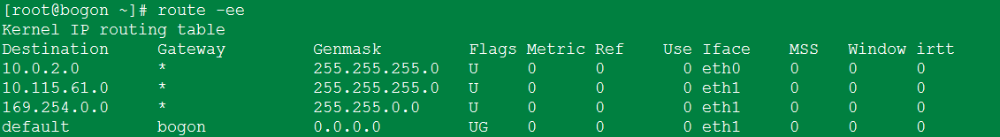 [root@bogon ~]# route -ee
Kernel IP routing table
Destination Gateway Genmask Flags Metric Ref Use Iface MSS Window irtt
10.0.2.0 * 255.255.255.0 U 0 0 0 eth0 0 0 0
10.115.61.0 * 255.255.255.0 U 0 0 0 eth1 0 0 0
169.254.0.0 * 255.255.0.0 U 0 0 0 eth1 0 0 0
default bogon 0.0.0.0 UG 0 0 0 eth1 0 0 0